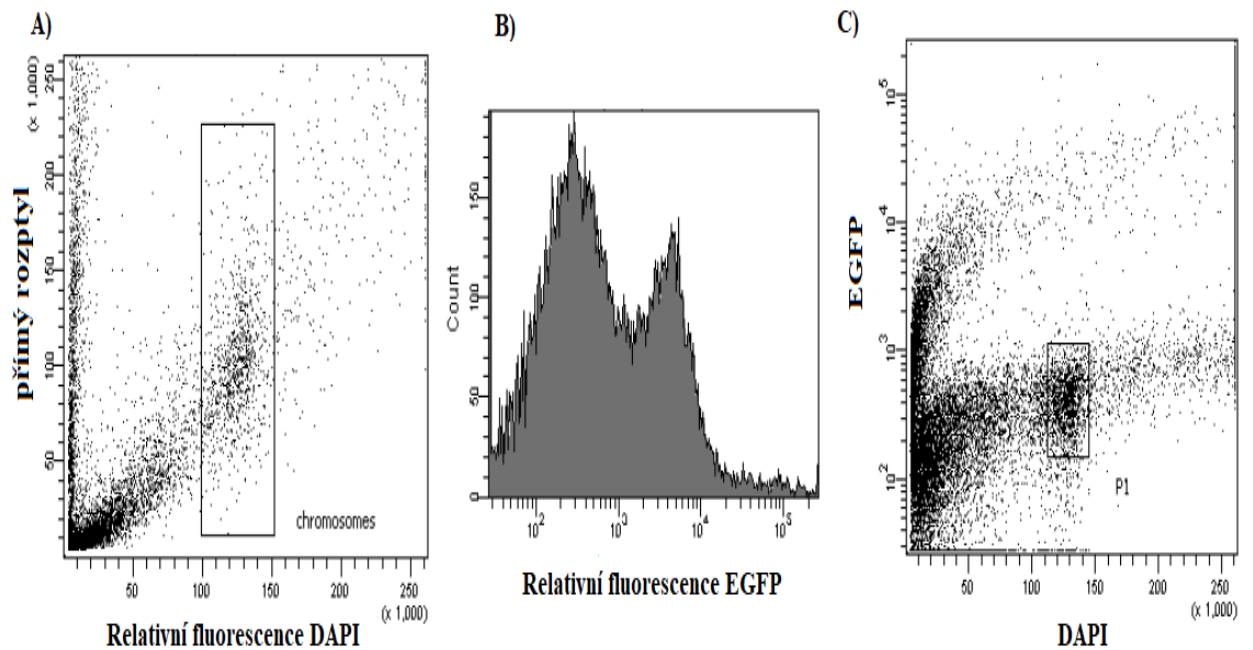 A)
přímý rozptyl
(x 1,000)
250
200
150
100
50
chromosomes
50 100 150 200 250
(x 1,000)
Relativní fluorescence DAPI
B)
Count
150
100
50
0
10² 10³ 10⁴ 10⁵
Relativní fluorescence EGFP
C)
EGFP
10⁵
10⁴
10³
10²
P1
50 100 150 200 250
(x 1,000)
DAPI